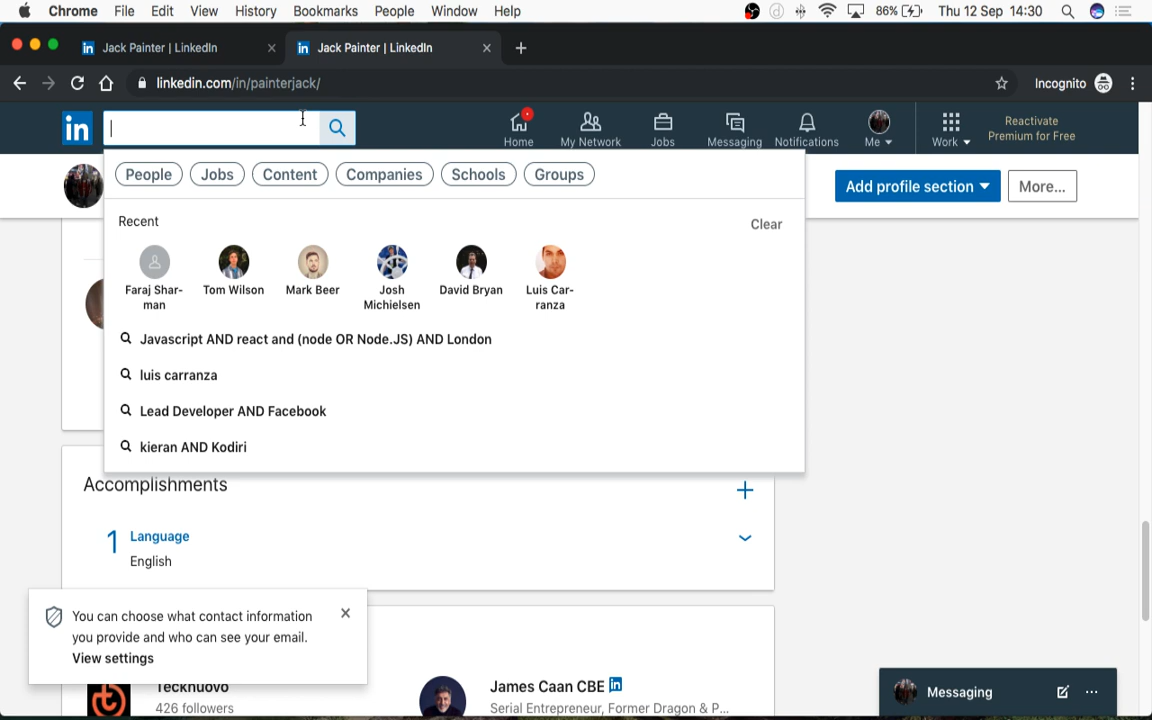 Chrome File Edit View History Bookmarks People Window Help 86% Thu 12 Sep 14:30
in Jack Painter | LinkedIn × in Jack Painter | LinkedIn × +
linkedin.com/in/painterjack/ Incognito
in Home My Network Jobs Messaging Notifications Me Work Reactivate Premium for Free
People Jobs Content Companies Schools Groups
Add profile section More...
Recent Clear
Faraj Shar-
man
Tom Wilson
Mark Beer
Josh
Michielsen
David Bryan
Luis Car-
ranza
Javascript AND react and (node OR Node.JS) AND London
luis carranza
Lead Developer AND Facebook
kieran AND Kodiri
Accomplishments
1 Language
English
You can choose what contact information
you provide and who can see your email.
View settings
Tecknuovo
426 followers
James Caan CBE in
Serial Entrepreneur, Former Dragon & P...
Messaging